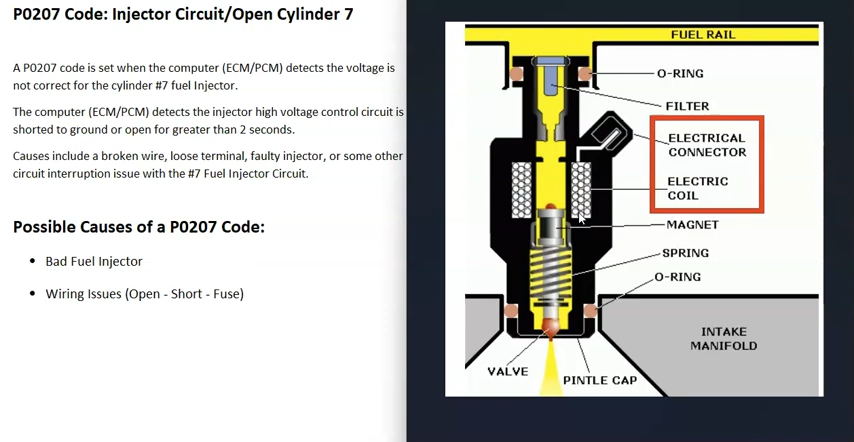 P0207 Code: Injector Circuit/Open Cylinder 7
A P0207 code is set when the computer (ECM/PCM) detects the voltage is
not correct for the cylinder #7 fuel Injector.
The computer (ECM/PCM) detects the injector high voltage control circuit is
shorted to ground or open for greater than 2 seconds.
Causes include a broken wire, loose terminal, faulty injector, or some other
circuit interruption issue with the #7 Fuel Injector Circuit.
Possible Causes of a P0207 Code:
• Bad Fuel Injector
• Wiring Issues (Open - Short - Fuse)
FUEL RAIL
O-RING
FILTER
ELECTRICAL
CONNECTOR
ELECTRIC
COIL
MAGNET
SPRING
O-RING
INTAKE
MANIFOLD
VALVE
PINTLE CAP